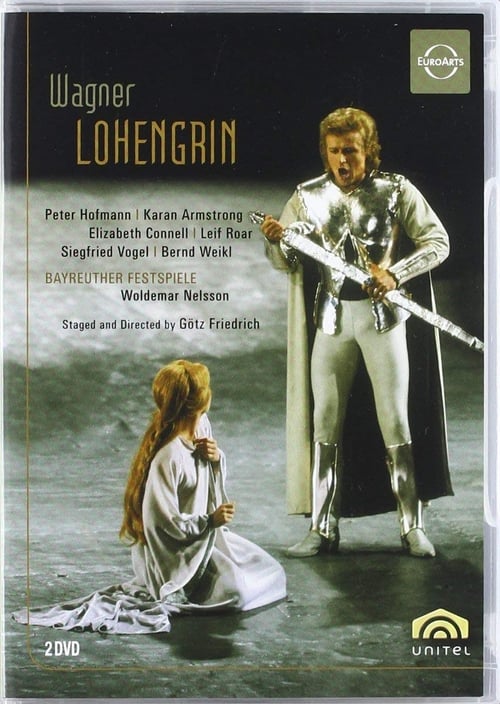 EUROARTS
Wagner
LOHENGRIN
Peter Hofmann | Karan Armstrong
Elizabeth Connell | Leif Roar
Siegfried Vogel | Bernd Weikl
BAYREUTHER FESTSPIELE
Woldemar Nelsson
Staged and Directed by Götz Friedrich
2 DVD
UNITEL